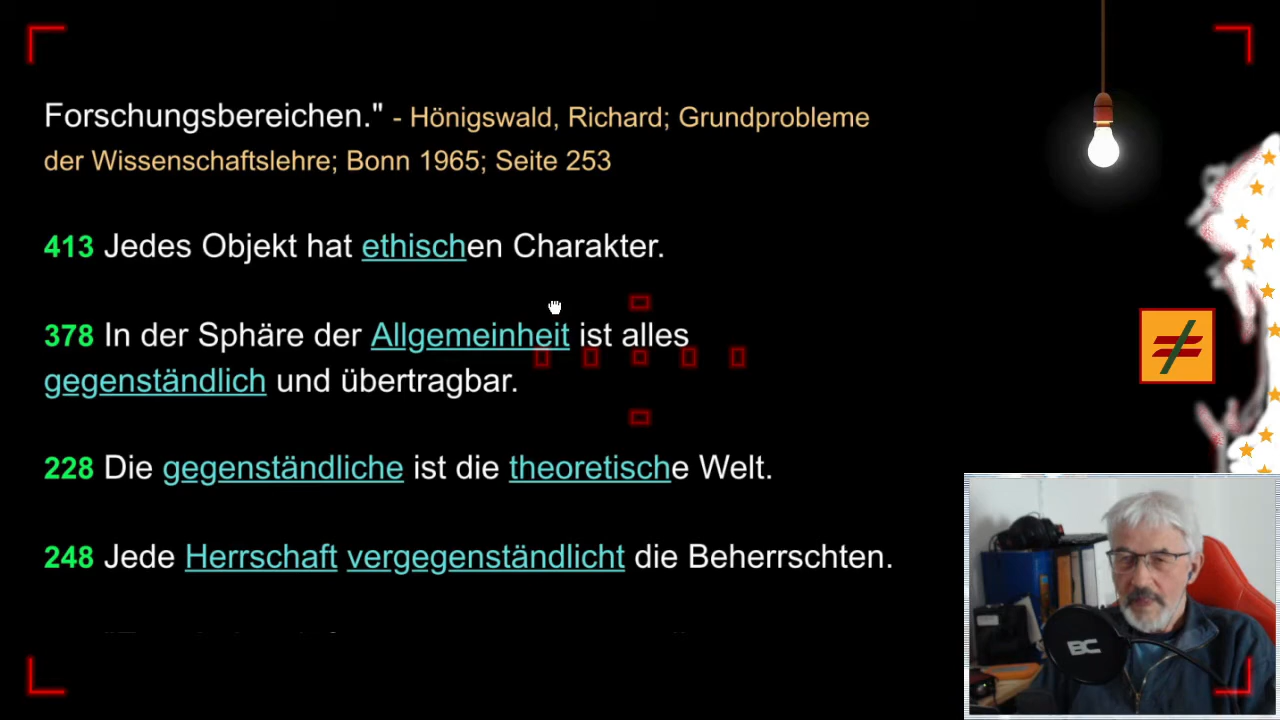 Forschungsbereichen." - Hönigswald, Richard; Grundprobleme
der Wissenschaftslehre; Bonn 1965; Seite 253
413 Jedes Objekt hat ethischen Charakter.
378 In der Sphäre der Allgemeinheit ist alles
gegenständlich und übertragbar.
228 Die gegenständliche ist die theoretische Welt.
248 Jede Herrschaft vergegenständlicht die Beherrschten.